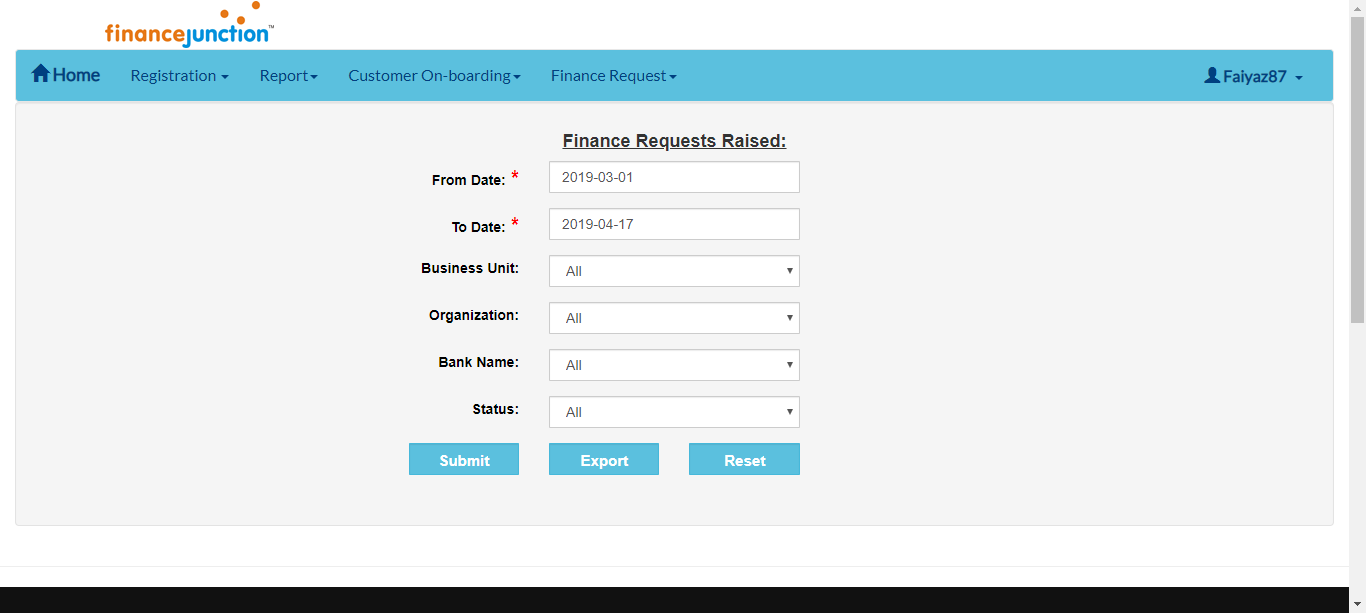 financejunction™
Home Registration Report Customer On-boarding Finance Request Faiyaz87
Finance Requests Raised:
From Date: * 2019-03-01
To Date: * 2019-04-17
Business Unit: All
Organization: All
Bank Name: All
Status: All
Submit Export Reset